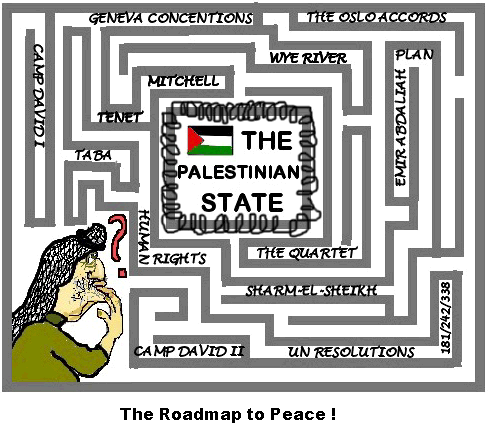 GENEVA CONCENTIONS
THE OSLO ACCORDS
CAMP DAVID I
WYE RIVER
PLAN
EMIR ABDALIAH
MITCHELL
TENET
TABA
THE
PALESTINIAN
STATE
?
HUMAN
RIGHTS
THE QUARTET
SHARM-EL-SHEIKH
181/242/338
CAMP DAVID II
UN RESOLUTIONS
The Roadmap to Peace !